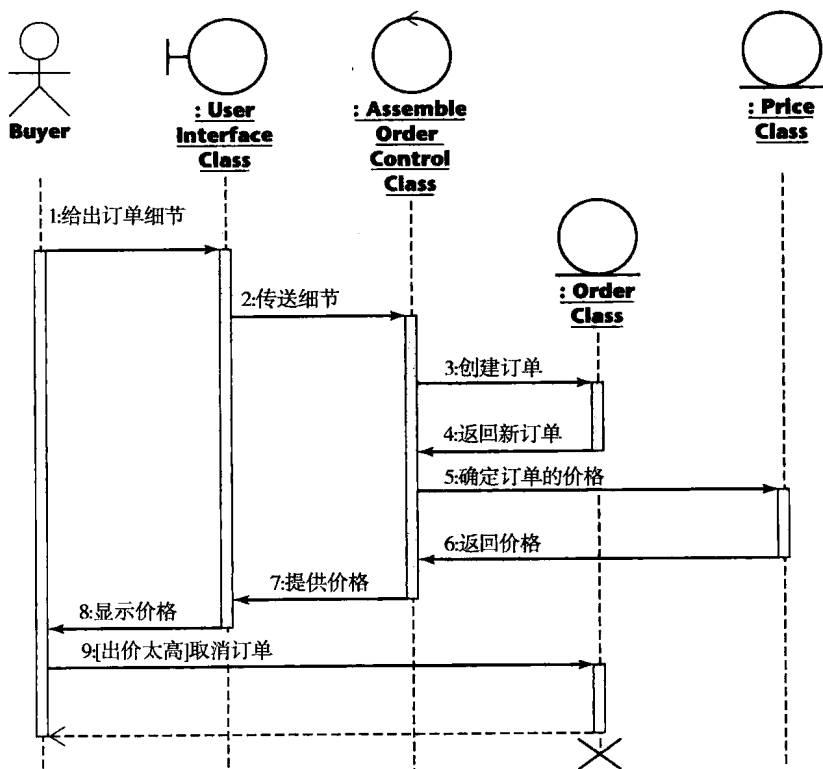 Buyer
: User
Interface
Class
: Assemble
Order
Control
Class
: Price
Class
: Order
Class
1:给出订单细节
2:传送细节
3:创建订单
4:返回新订单
5:确定订单的价格
6:返回价格
7:提供价格
8:显示价格
9:[出价太高]取消订单